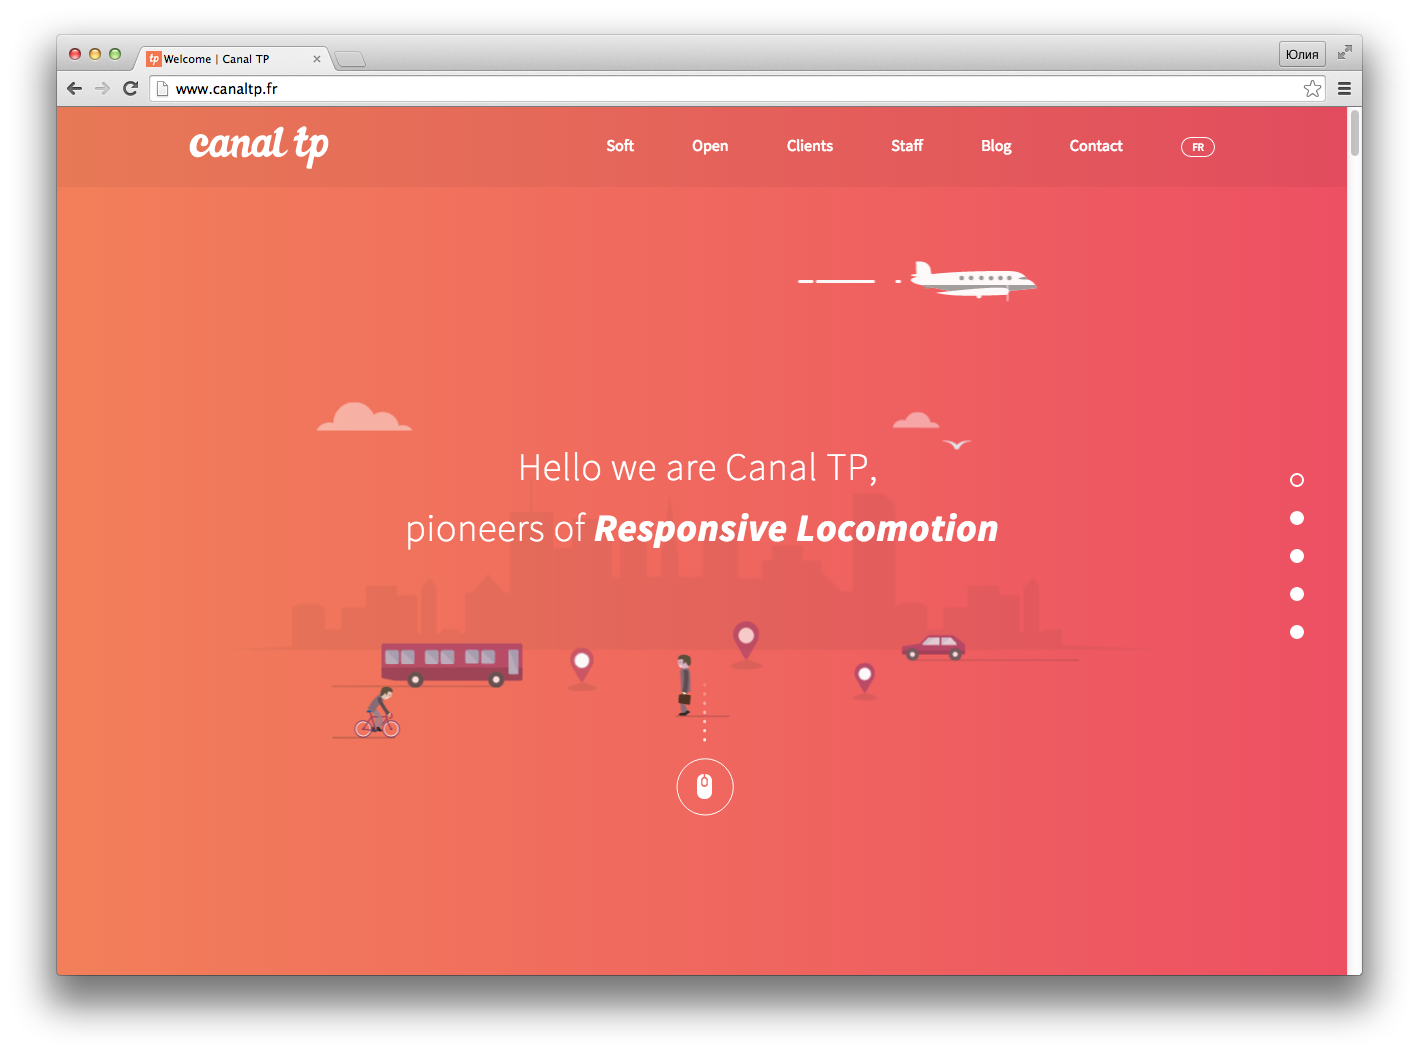 tp Welcome | Canal TP
Юлия
www.canaltp.fr
canal tp
Soft Open Clients Staff Blog Contact FR
Hello we are Canal TP,
pioneers of Responsive Locomotion